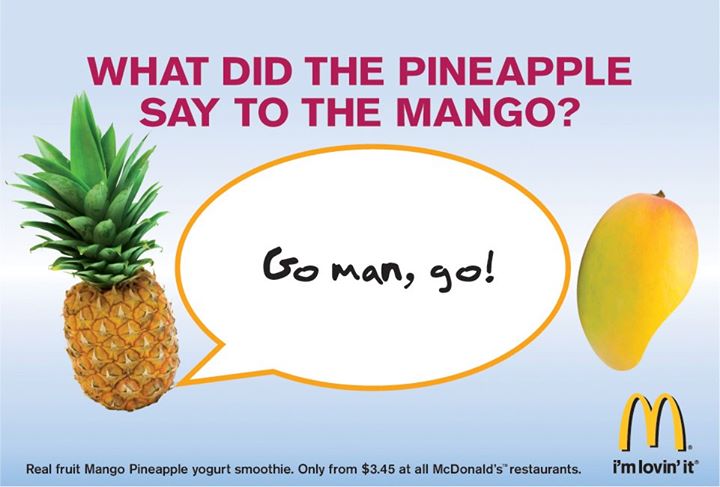 WHAT DID THE PINEAPPLE
SAY TO THE MANGO?
Go man, go!
Real fruit Mango Pineapple yogurt smoothie. Only from $3.45 at all McDonald's™ restaurants.
i'm lovin' it®